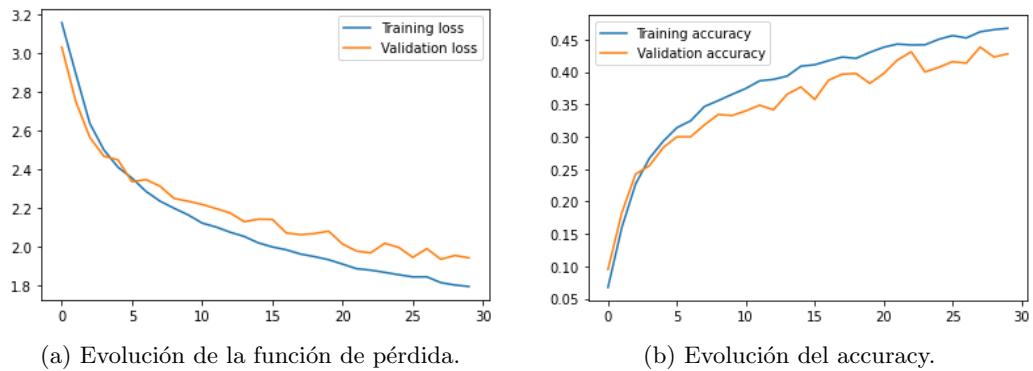 3.2
3.0
2.8
2.6
2.4
2.2
2.0
1.8
0 5 10 15 20 25 30
Training loss
Validation loss
(a) Evolución de la función de pérdida.
0.45
0.40
0.35
0.30
0.25
0.20
0.15
0.10
0.05
0 5 10 15 20 25 30
Training accuracy
Validation accuracy
(b) Evolución del accuracy.